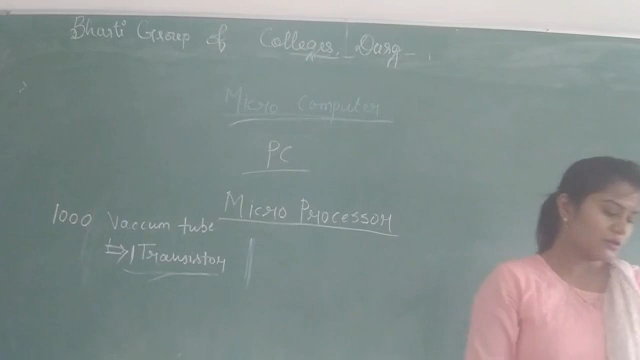 Bharti Group of Colleges, Durg
Micro Computer
PC
Micro Processor
1000 Vaccum tube
⇒ 1 Transistor